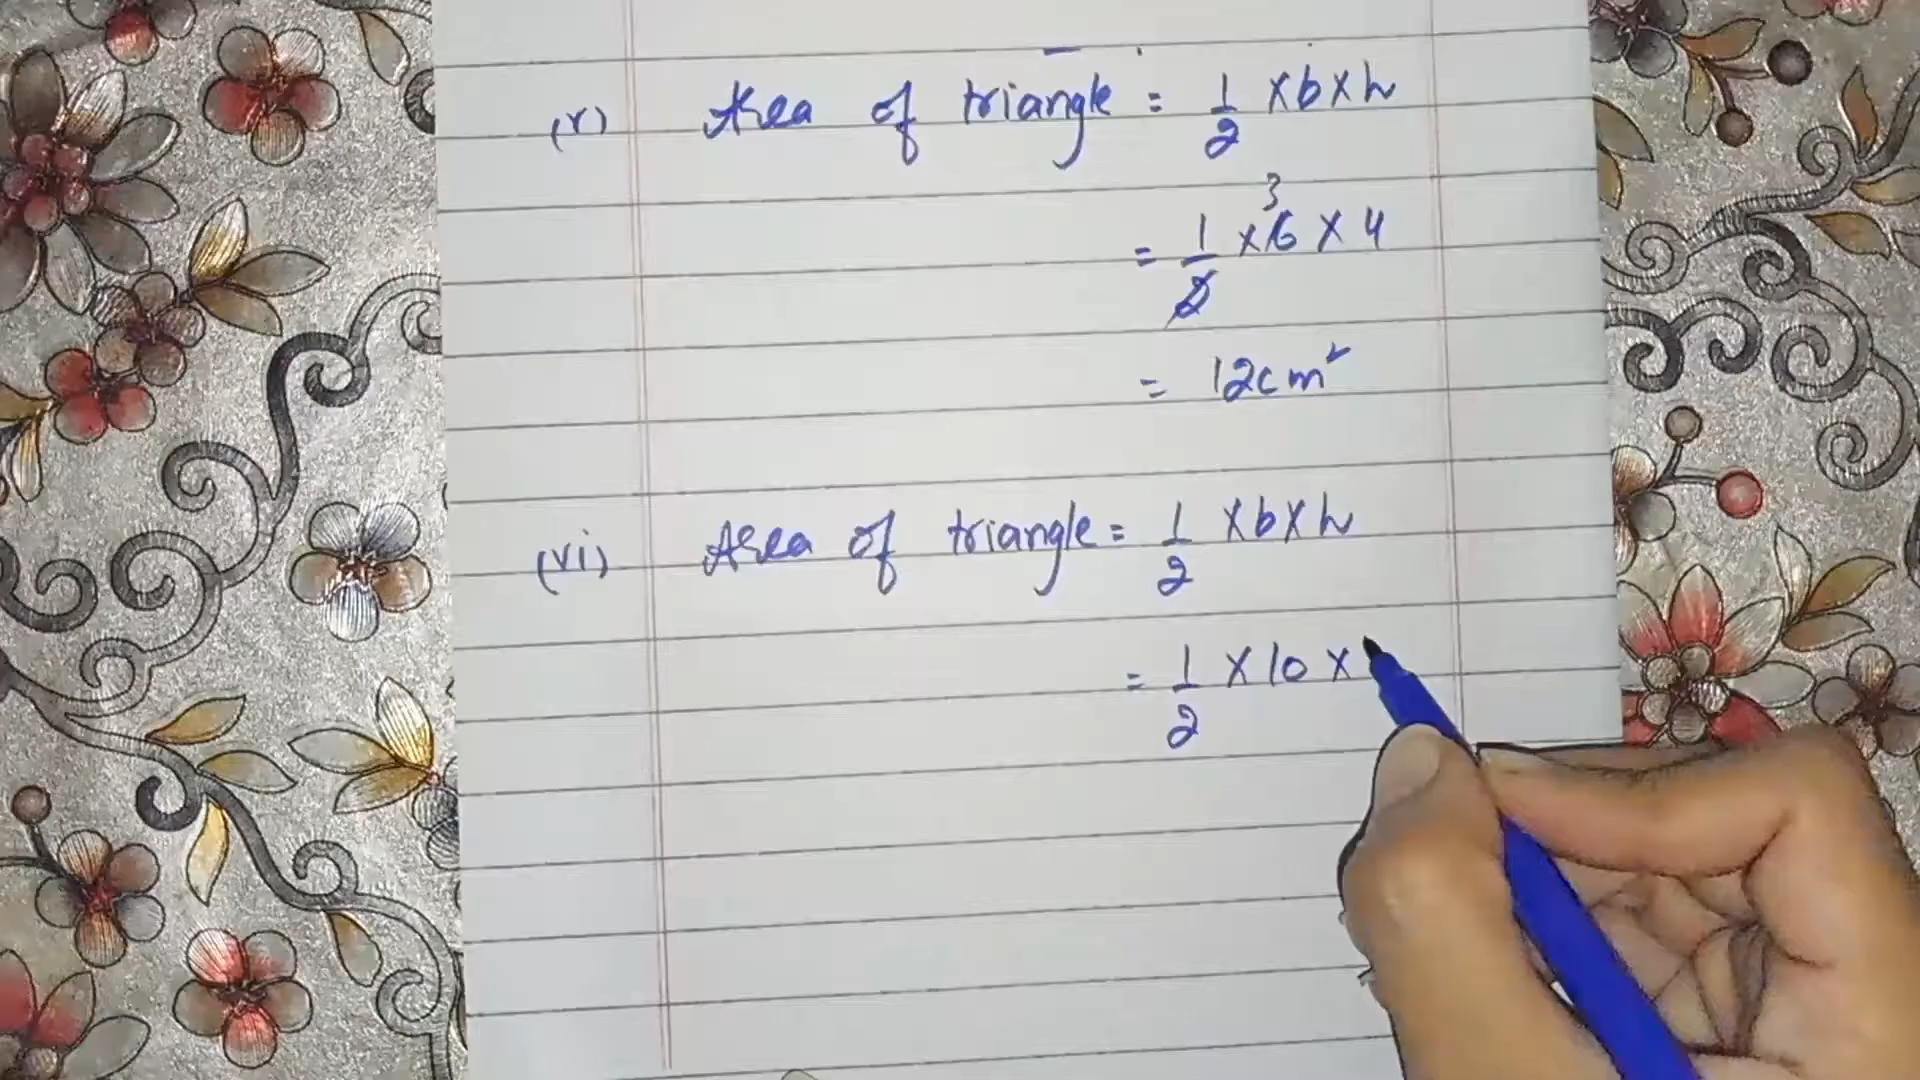 (v) Area of triangle = 1/2 × b × h
= 1/2 × 6 × 4
3
= 12cm²
(vi) Area of triangle = 1/2 × b × h
= 1/2 × 10 ×